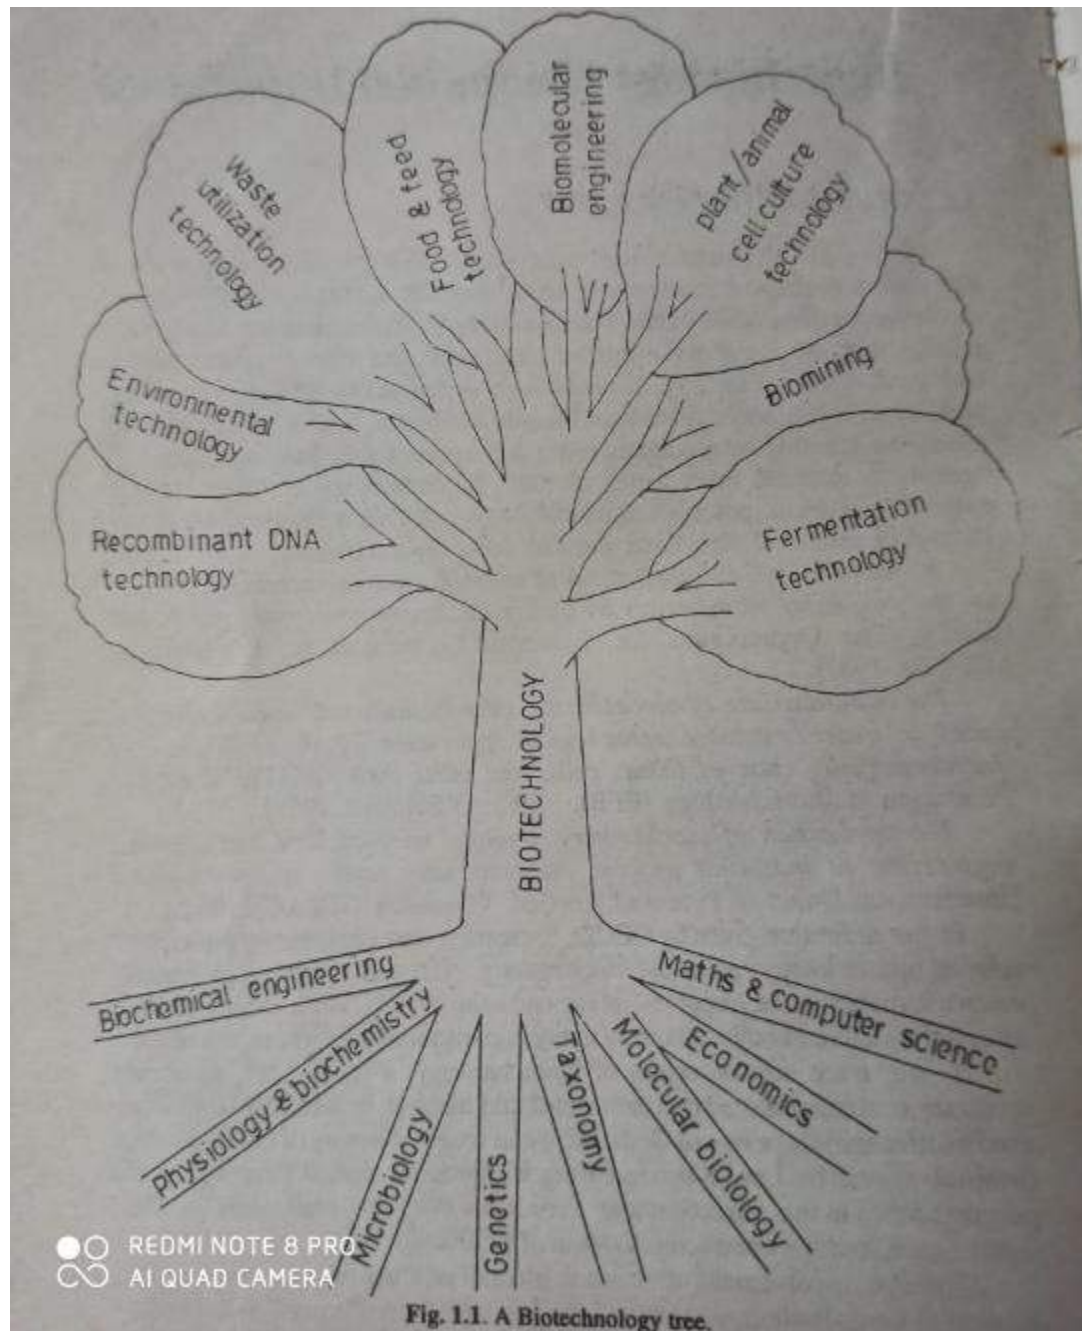 Biomolecular
engineering
plant/animal
cell culture
technology
Food & feed
technology
Waste
utilization
technology
Environmental
technology
Biomining
Recombinant DNA
technology
Fermentation
technology
BIOTECHNOLOGY
Biochemical engineering
Physiology & biochemistry
Microbiology
Genetics
Taxonomy
Molecular biolology
Economics
Maths & computer science
REDMI NOTE 8 PRO
AI QUAD CAMERA
Fig. 1.1. A Biotechnology tree.